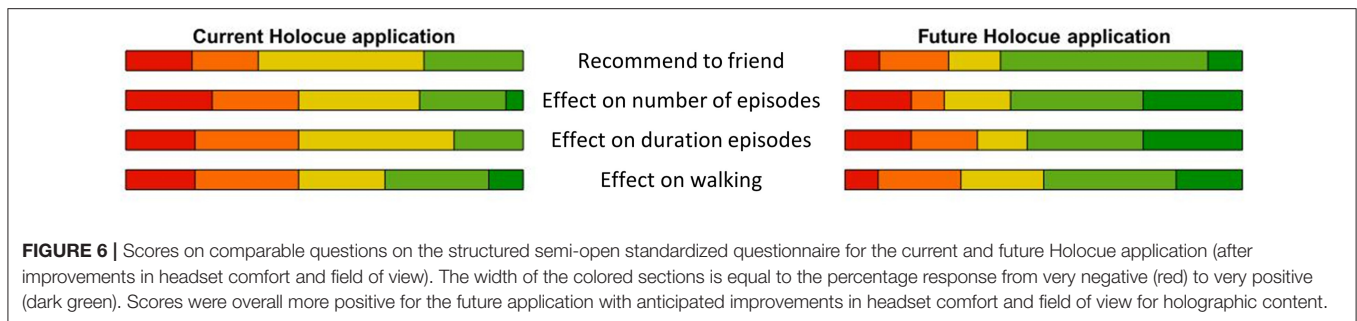 Current Holocue application
Future Holocue application
Recommend to friend
Effect on number of episodes
Effect on duration episodes
Effect on walking
FIGURE 6 | Scores on comparable questions on the structured semi-open standardized questionnaire for the current and future Holocue application (after
improvements in headset comfort and field of view). The width of the colored sections is equal to the percentage response from very negative (red) to very positive
(dark green). Scores were overall more positive for the future application with anticipated improvements in headset comfort and field of view for holographic content.